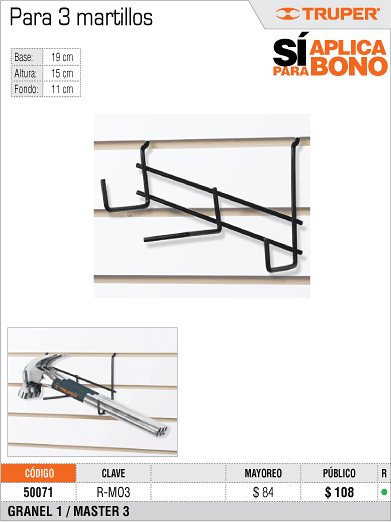 Para 3 martillos
TRUPER
SÍ APLICA
PARA BONO
Base: 19 cm
Altura: 15 cm
Fondo: 11 cm
TRUPER
CÓDIGO CLAVE MAYOREO PÚBLICO R
50071 R-MO3 $ 84 $ 108
GRANEL 1 / MASTER 3